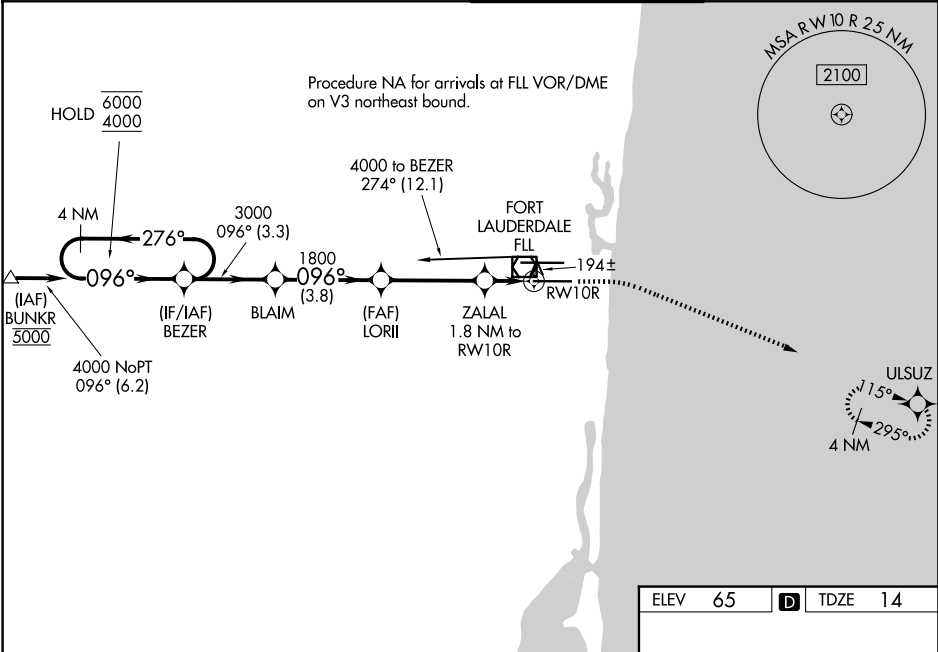 MSA RW 10 R 25 NM
2100
Procedure NA for arrivals at FLL VOR/DME
on V3 northeast bound.
HOLD
6000
4000
4000 to BEZER
274° (12.1)
4 NM
276°
3000
096° (3.3)
FORT
LAUDERDALE
FLL
1800
096°
(3.8)
096°
194±
RW10R
(IAF)
BUNKR
5000
(IF/IAF)
BEZER
BLAIM
(FAF)
LORII
ZALAL
1.8 NM to
RW10R
4000 NoPT
096° (6.2)
ULSUZ
115°
295°
4 NM
ELEV 65 D TDZE 14